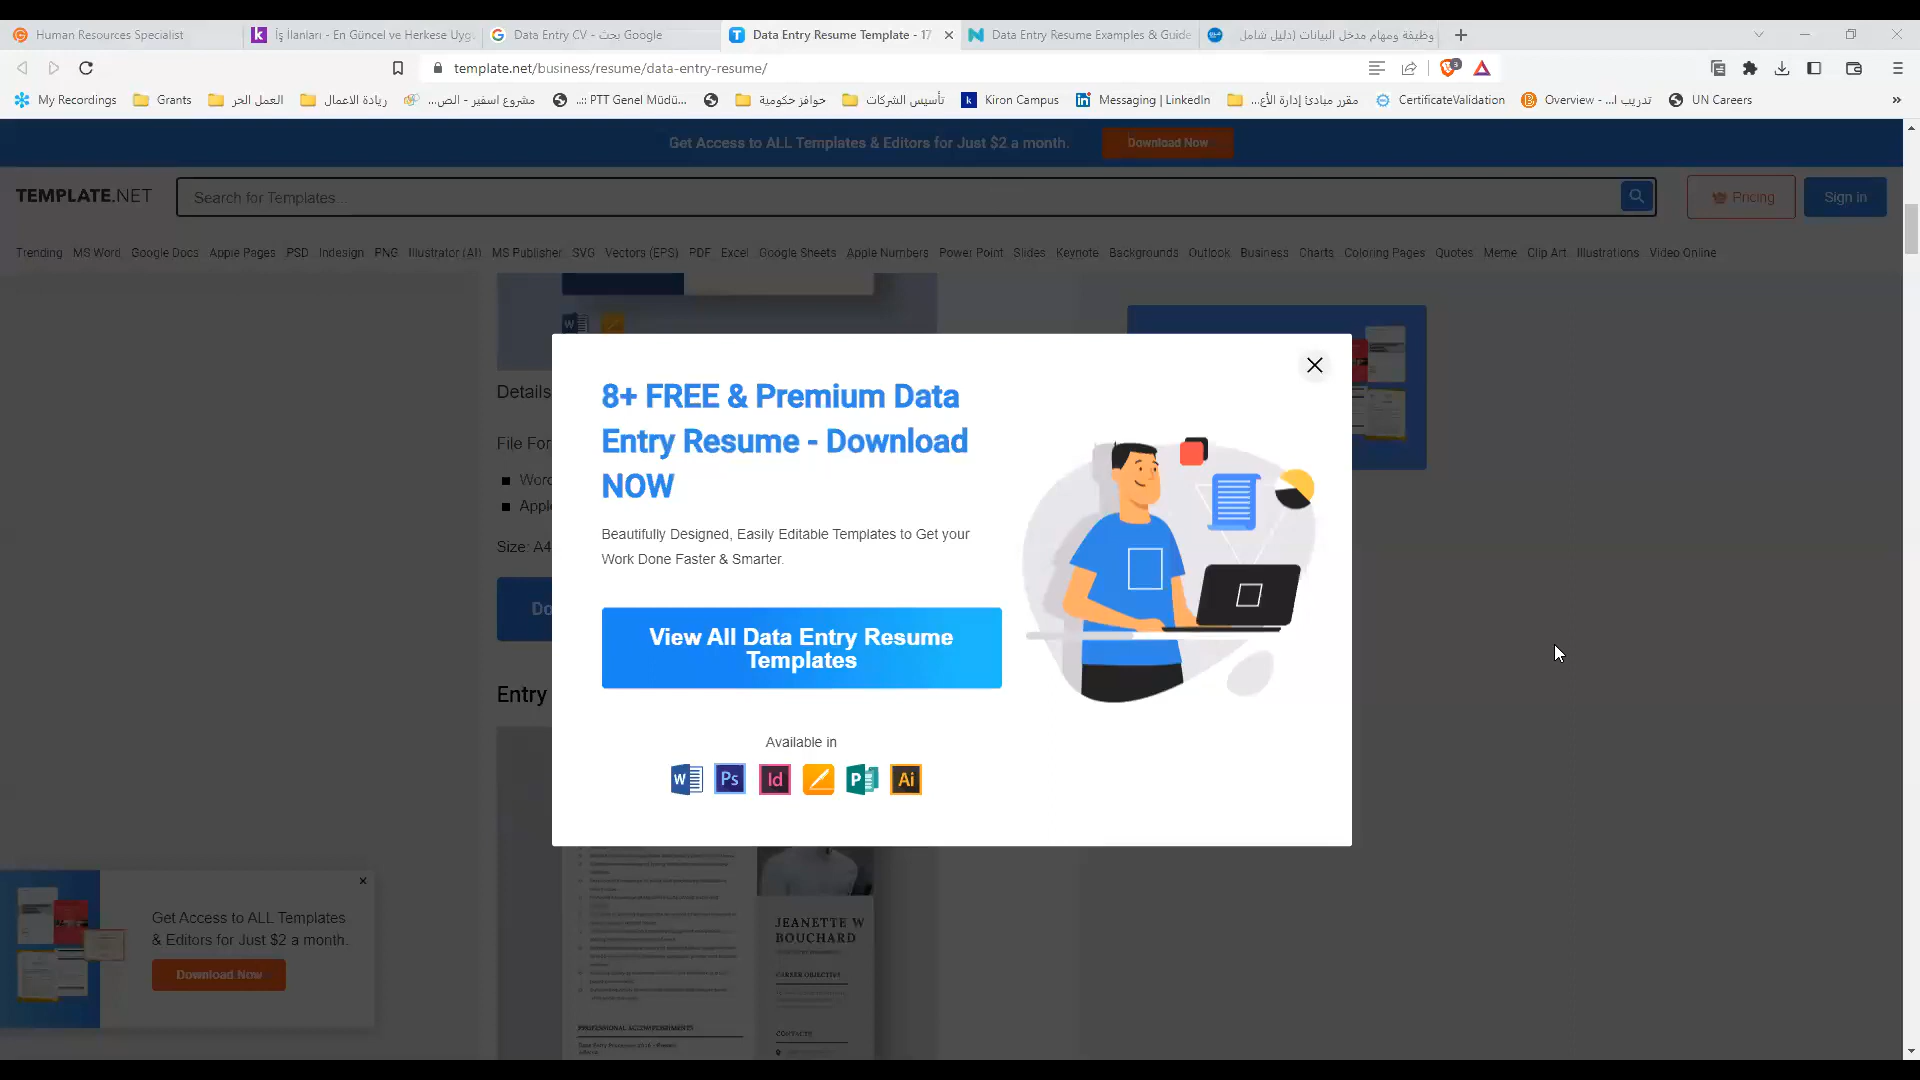 Human Resources Specialist
İş İlanları - En Güncel ve Herkese Uyg
Data Entry CV - بحث Google
Data Entry Resume Template - 17
Data Entry Resume Examples & Guide
وظيفة ومهام مدخل البيانات (دليل شامل
template.net/business/resume/data-entry-resume/
My Recordings
Grants
العمل الحر
ريادة الاعمال
مشروع اسفير - الص...
PTT Genel Müdü...
حوافز حكومية
تأسيس الشركات
Kiron Campus
Messaging | LinkedIn
مقرر مبادئ إدارة الأع...
CertificateValidation
Overview - تدريب ا...
UN Careers
Get Access to ALL Templates & Editors for Just $2 a month.
Download Now
TEMPLATE.NET
Search for Templates...
Pricing
Sign in
Trending MS Word Google Docs Apple Pages PSD Indesign PNG Illustrator (AI) MS Publisher SVG Vectors (EPS) PDF Excel Google Sheets Apple Numbers Power Point Slides Keynote Backgrounds Outlook Business Charts Coloring Pages Quotes Meme Clip Art Illustrations Video Online
Details
File For
Word
Apple
Size: A4
Do
Entry
8+ FREE & Premium Data
Entry Resume - Download
NOW
Beautifully Designed, Easily Editable Templates to Get your
Work Done Faster & Smarter.
View All Data Entry Resume
Templates
Available in
W Ps Id P Ai
Get Access to ALL Templates
& Editors for Just $2 a month.
Download Now
JEANETTE W
BOUCHARD
CAREER OBJECTIVE
CONTACTS